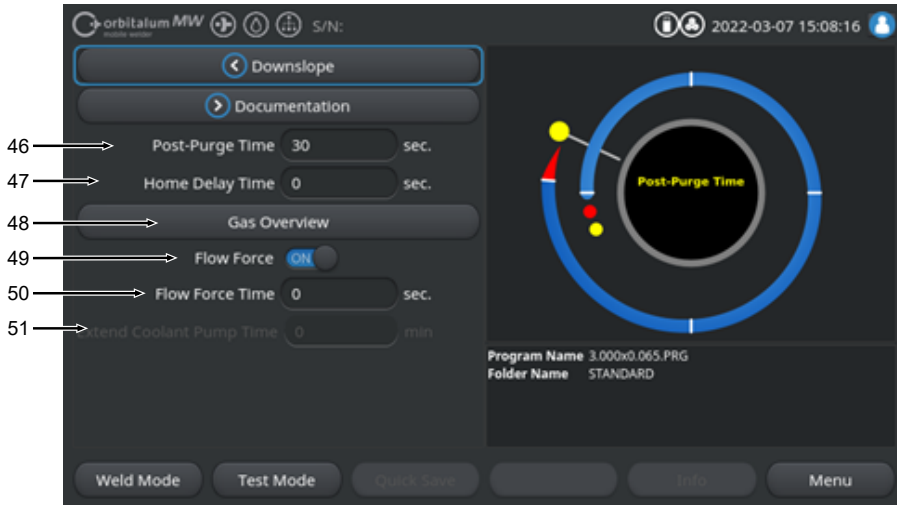 orbitalum MW S/N: 2022-03-07 15:08:16
mobile welder
Downslope
Documentation
46 Post-Purge Time 30 sec.
47 Home Delay Time 0 sec.
48 Gas Overview
49 Flow Force ON
50 Flow Force Time 0 sec.
51 Extend Coolant Pump Time 0 min
Post-Purge Time
Program Name 3.000x0.065.PRG
Folder Name STANDARD
Weld Mode Test Mode Quick Save Info Menu